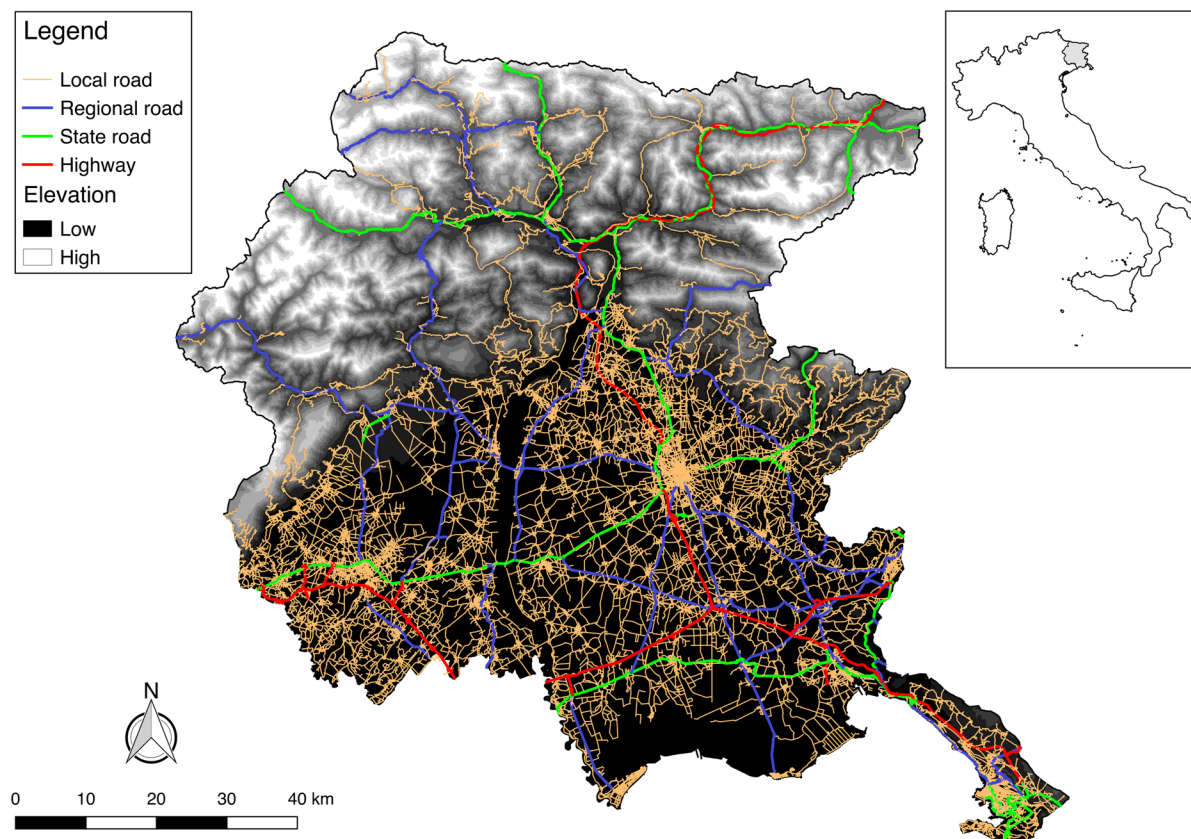 Legend
Local road
Regional road
State road
Highway
Elevation
Low
High
N
0 10 20 30 40 km